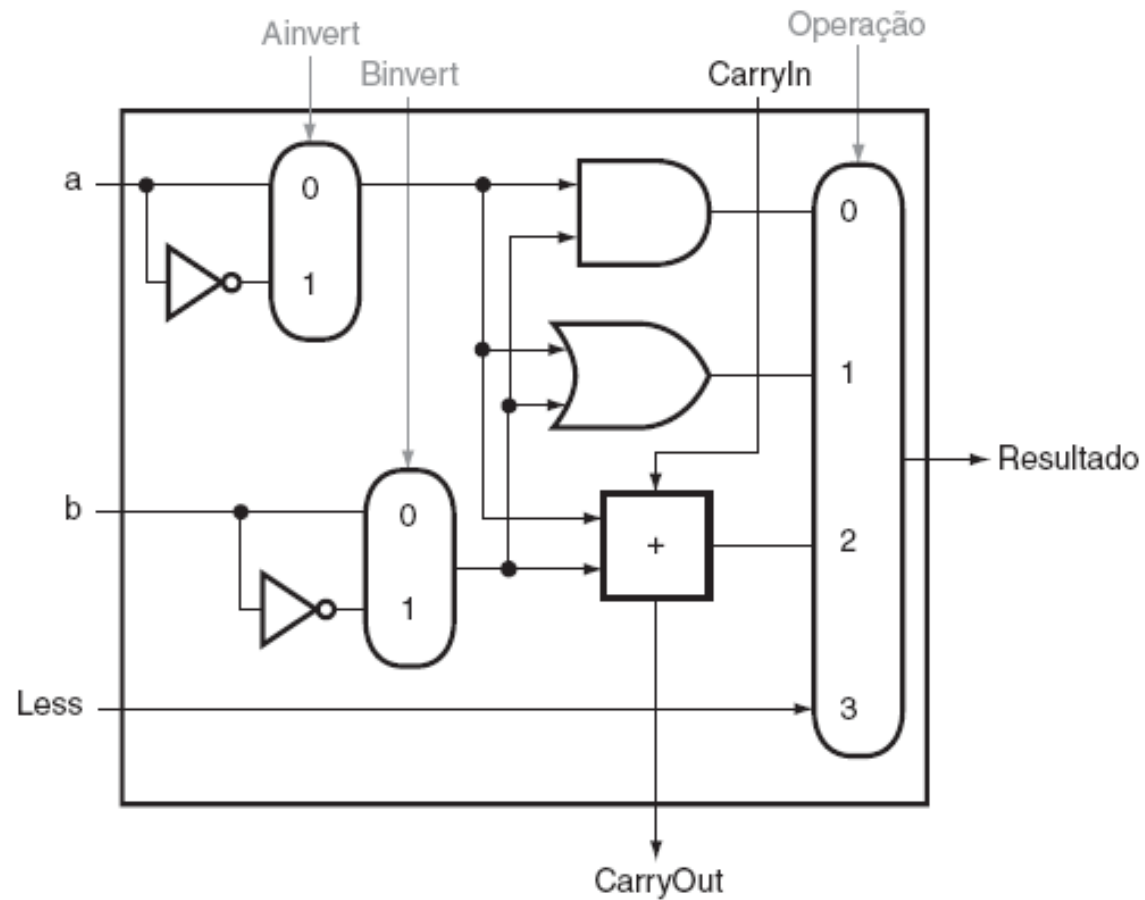 Ainvert
Operação
Binvert
CarryIn
a
0
0
1
1
Resultado
b
0
+
2
1
Less
3
CarryOut